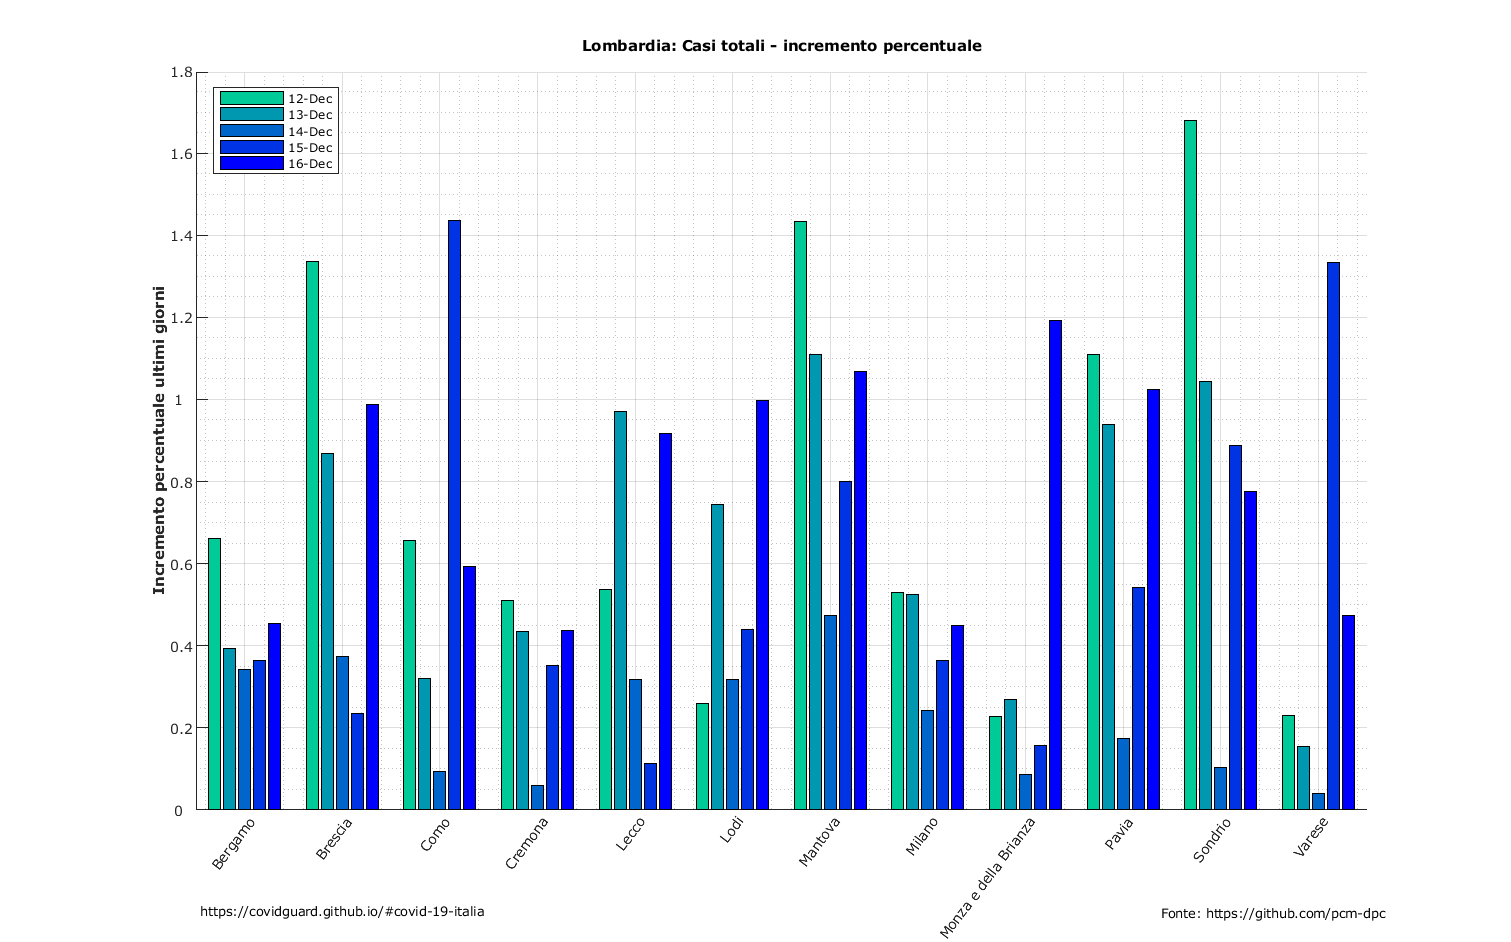 Lombardia: Casi totali - incremento percentuale
Incremento percentuale ultimi giorni
1.8
1.6
1.4
1.2
1
0.8
0.6
0.4
0.2
0
12-Dec
13-Dec
14-Dec
15-Dec
16-Dec
Bergamo
Brescia
Como
Cremona
Lecco
Lodi
Mantova
Milano
Monza e della Brianza
Pavia
Sondrio
Varese
https://covidguard.github.io/#covid-19-italia
Fonte: https://github.com/pcm-dpc